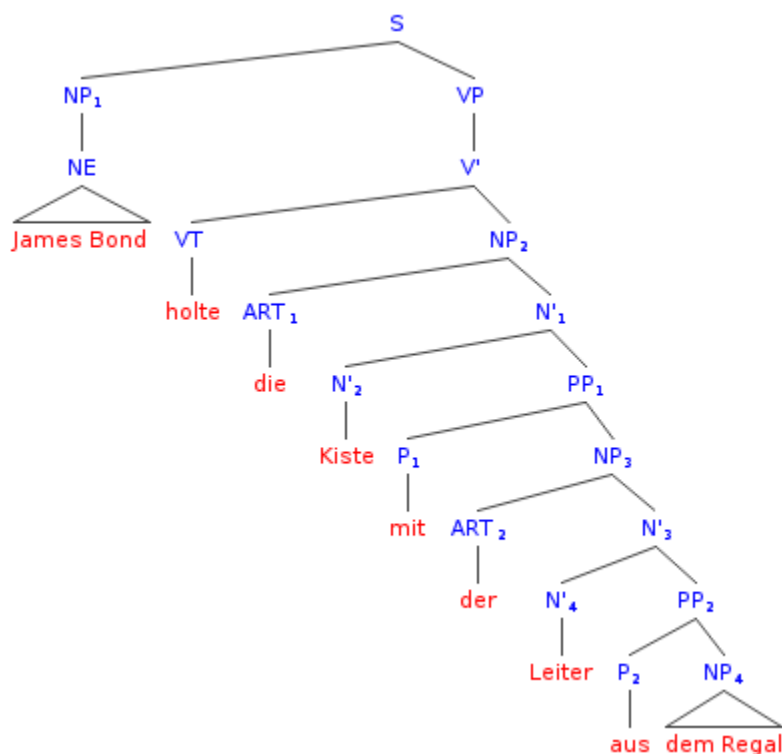 S
NP₁ VP
NE V'
James Bond VT NP₂
holte ART₁ N'₁
die N'₂ PP₁
Kiste P₁ NP₃
mit ART₂ N'₃
der N'₄ PP₂
Leiter P₂ NP₄
aus dem Regal